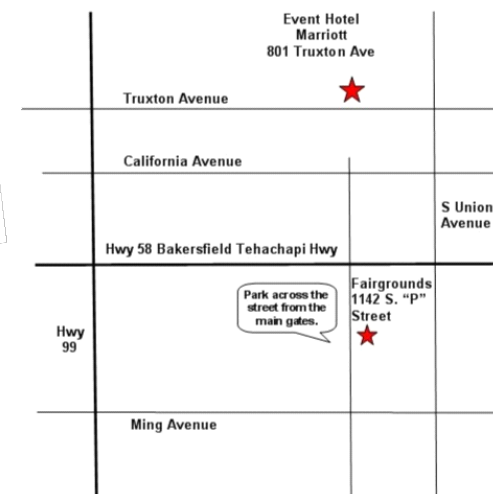 Event Hotel
Marriott
801 Truxton Ave
Truxton Avenue
California Avenue
S Union
Avenue
Hwy 58 Bakersfield Tehachapi Hwy
Fairgrounds
1142 S. “P”
Street
Park across the
street from the
main gates.
Hwy
99
Ming Avenue